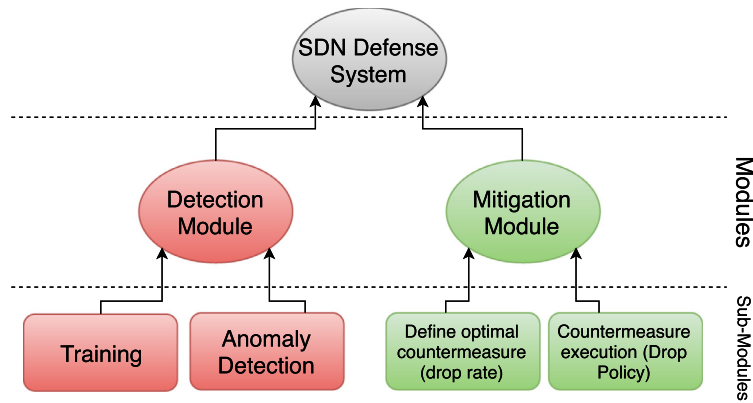 SDN Defense
System
Detection
Module
Mitigation
Module
Modules
Training
Anomaly
Detection
Define optimal
countermeasure
(drop rate)
Countermeasure
execution (Drop
Policy)
Sub-Modules